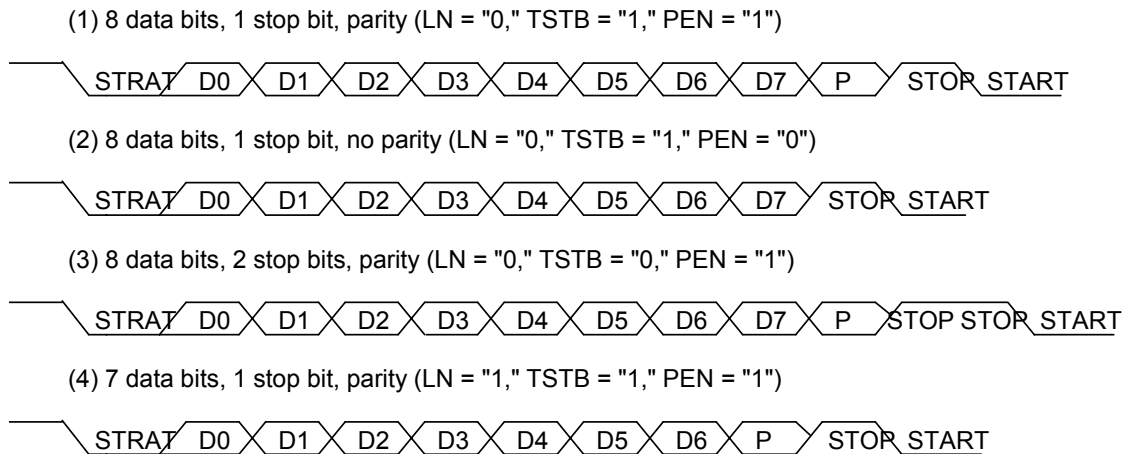 (1) 8 data bits, 1 stop bit, parity (LN = "0," TSTB = "1," PEN = "1")
STRAT D0 D1 D2 D3 D4 D5 D6 D7 P STOP START
(2) 8 data bits, 1 stop bit, no parity (LN = "0," TSTB = "1," PEN = "0")
STRAT D0 D1 D2 D3 D4 D5 D6 D7 STOP START
(3) 8 data bits, 2 stop bits, parity (LN = "0," TSTB = "0," PEN = "1")
STRAT D0 D1 D2 D3 D4 D5 D6 D7 P STOP STOP START
(4) 7 data bits, 1 stop bit, parity (LN = "1," TSTB = "1," PEN = "1")
STRAT D0 D1 D2 D3 D4 D5 D6 P STOP START